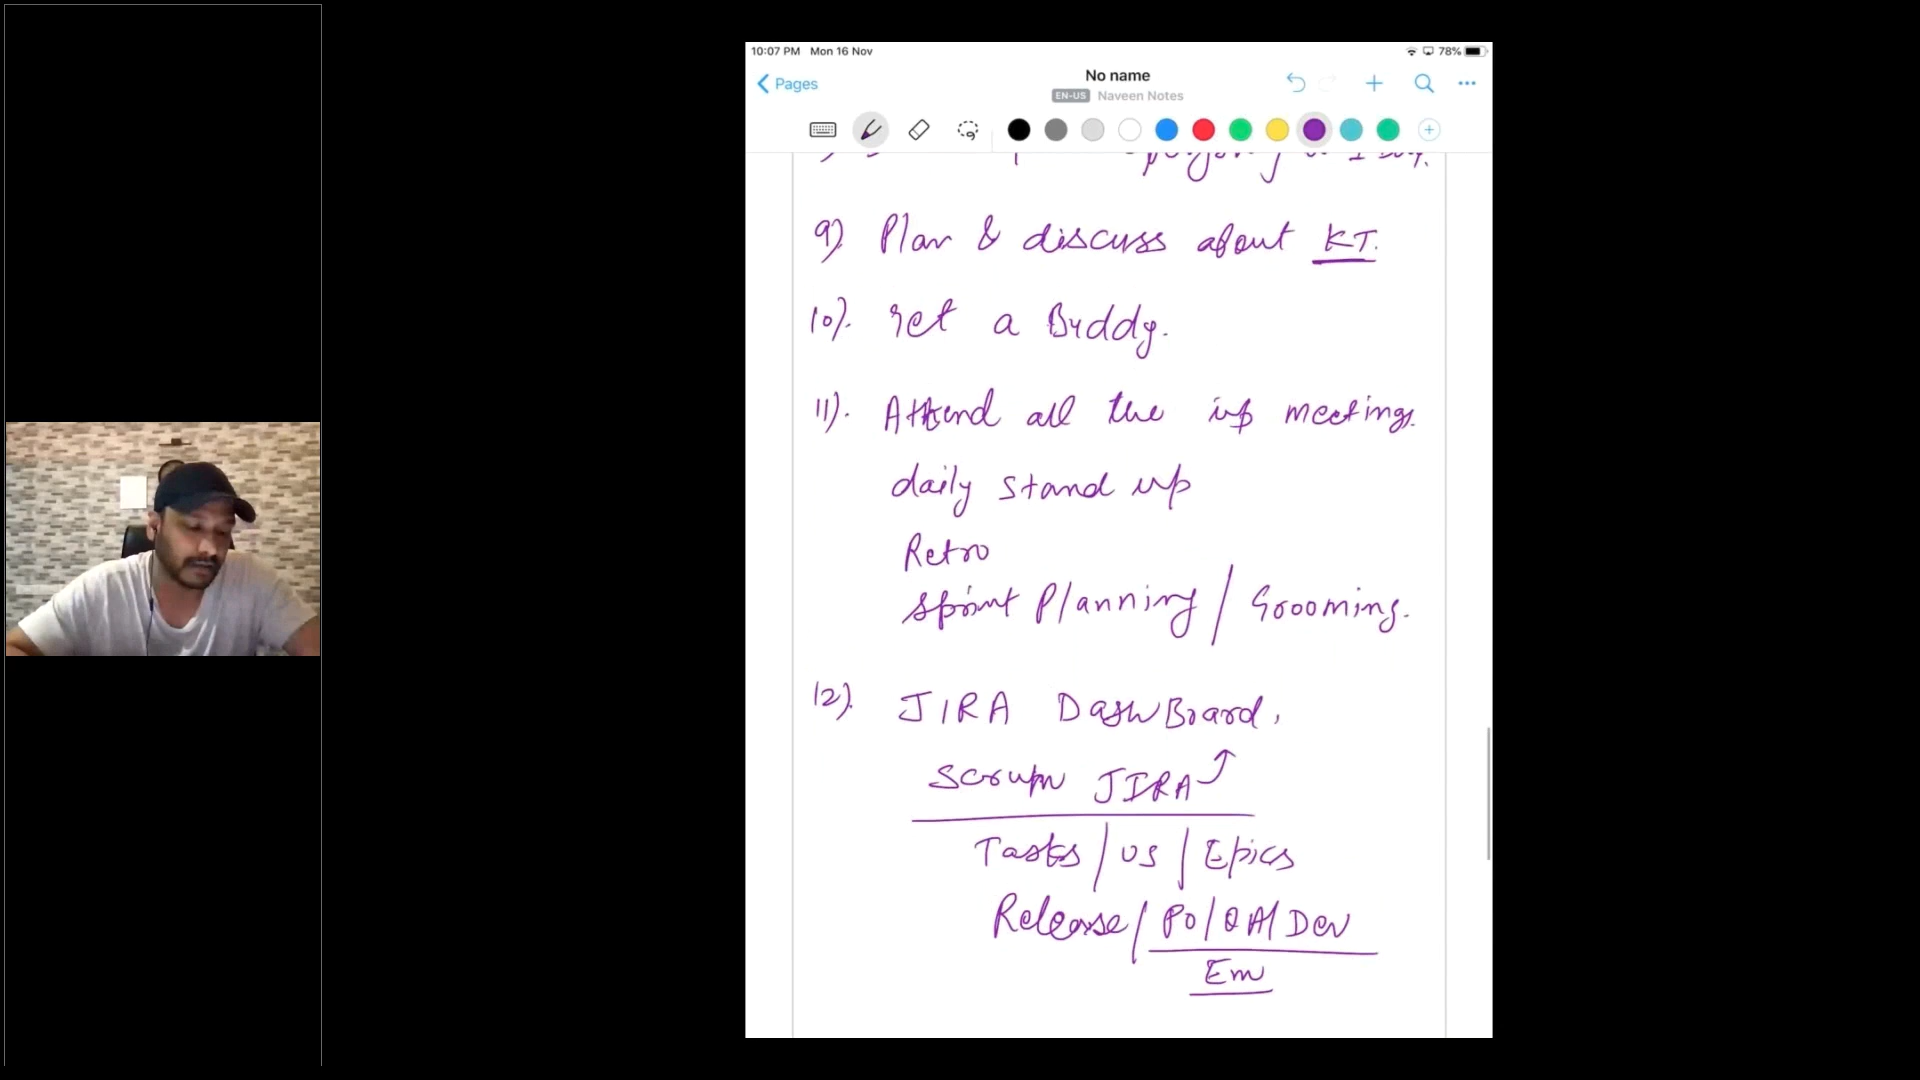 10:07 PM Mon 16 Nov
78%
Pages
No name
EN-US Naveen Notes
9) Plan & discuss about KT.
10). set a Buddy.
11). Attend all the imp meetings.
daily stand up
Retro
Sprint Planning / Grooming.
12). JIRA DashBoard,
Scrum JIRA
Tasks / US / Epics
Release / PO / QA / Dev
Em